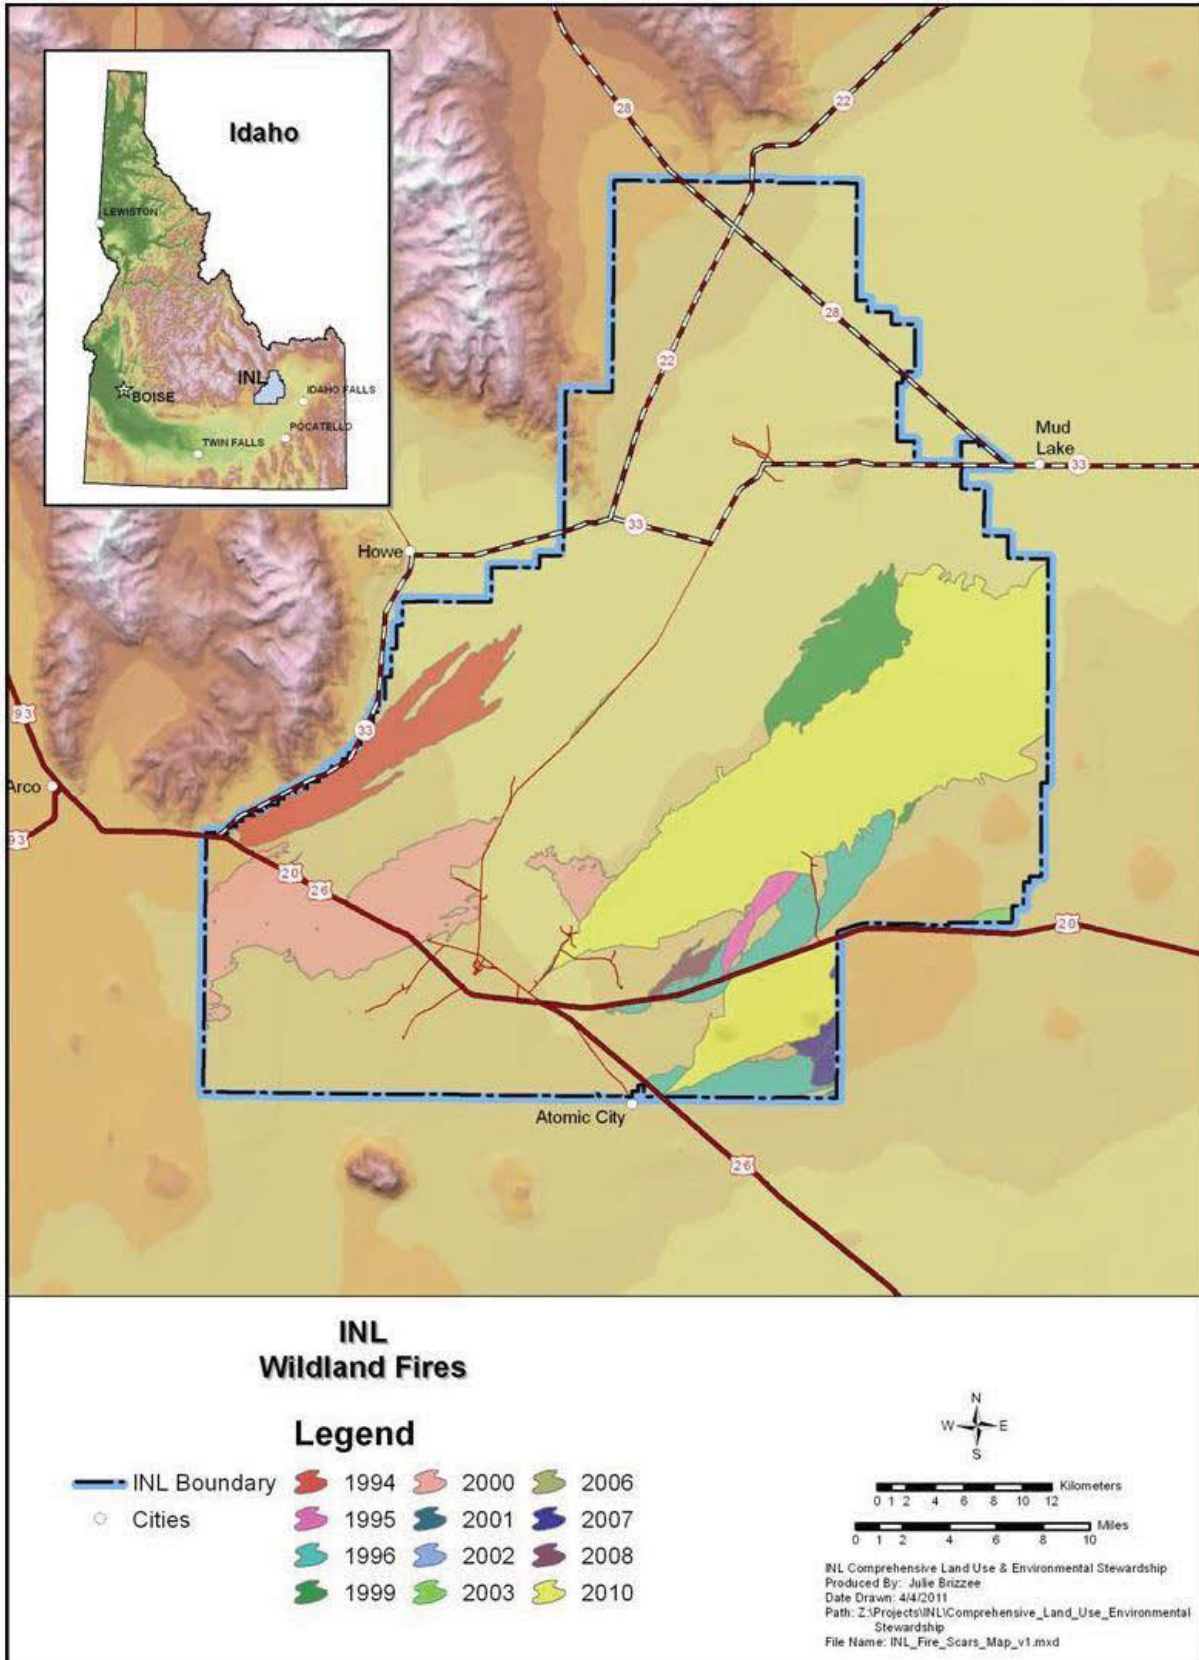 Idaho
LEWISTON
BOISE
INL
IDAHO FALLS
POCATELLO
TWIN FALLS
28
22
28
22
Mud
Lake
33
33
Howe
33
93
Arco
93
20
26
20
Atomic City
26
INL
Wildland Fires
Legend
INL Boundary
Cities
1994
1995
1996
1999
2000
2001
2002
2003
2006
2007
2008
2010
N
W E
S
Kilometers
0 1 2 4 6 8 10 12
Miles
0 1 2 4 6 8 10
INL Comprehensive Land Use & Environmental Stewardship
Produced By: Julie Brizzee
Date Drawn: 4/4/2011
Path: Z:\Projects\INL\Comprehensive_Land_Use_Environmental
Stewardship
File Name: INL_Fire_Scars_Map_v1.mxd